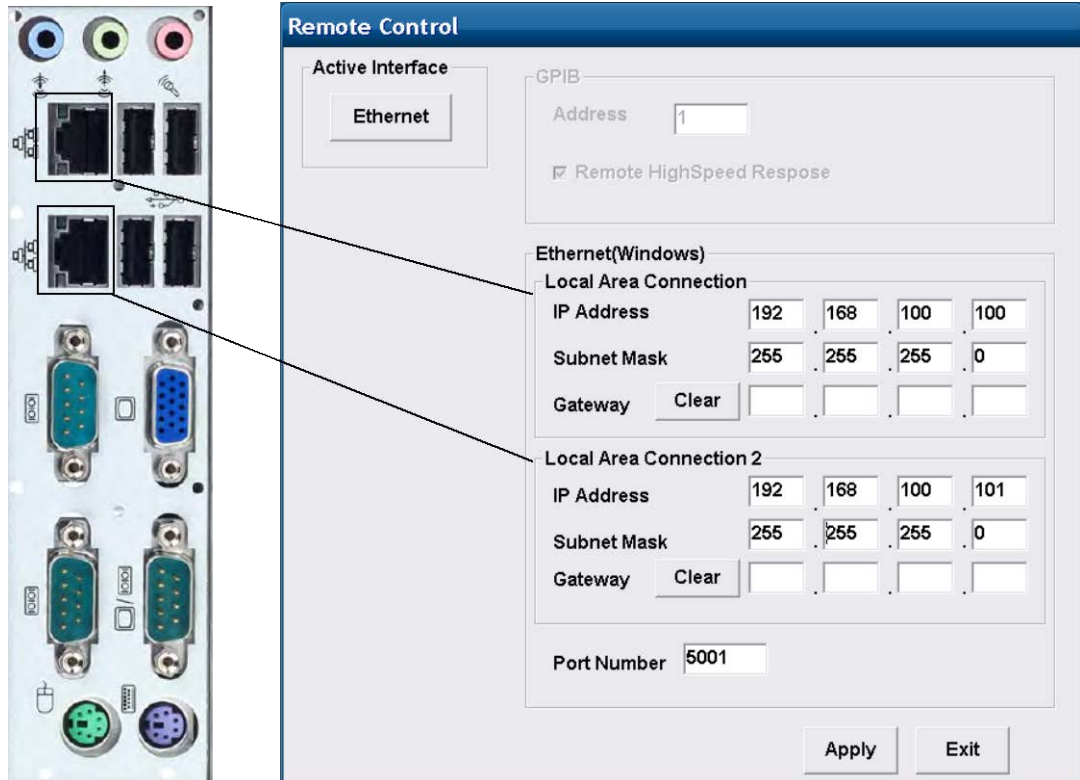 Remote Control
Active Interface
Ethernet
GPIB
Address 1
Remote HighSpeed Respose
Ethernet(Windows)
Local Area Connection
IP Address 192 . 168 . 100 . 100
Subnet Mask 255 . 255 . 255 . 0
Gateway Clear . . .
Local Area Connection 2
IP Address 192 . 168 . 100 . 101
Subnet Mask 255 . 255 . 255 . 0
Gateway Clear . . .
Port Number 5001
Apply Exit